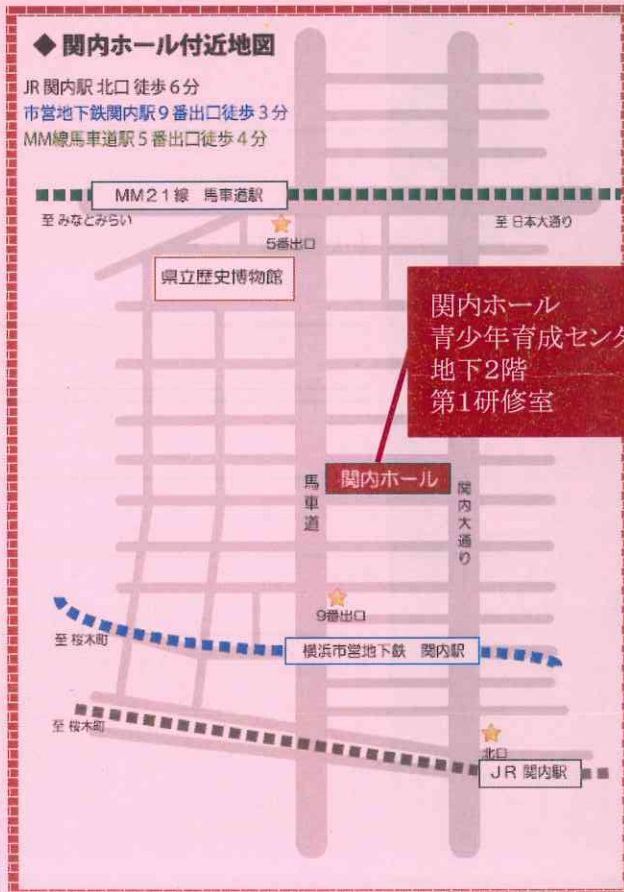 ◆ 関内ホール付近地図
JR 関内駅 北口 徒歩 6 分
市営地下鉄関内駅 9 番出口徒歩 3 分
MM線馬車道駅 5 番出口徒歩 4 分
MM21線 馬車道駅
至 みなとみらい
至 日本大通り
5番出口
県立歴史博物館
関内ホール
青少年育成センタ
地下2階
第1研修室
関内ホール
馬車道
関内大通り
9番出口
至 桜木町
横浜市営地下鉄 関内駅
至 桜木町
北口
JR 関内駅